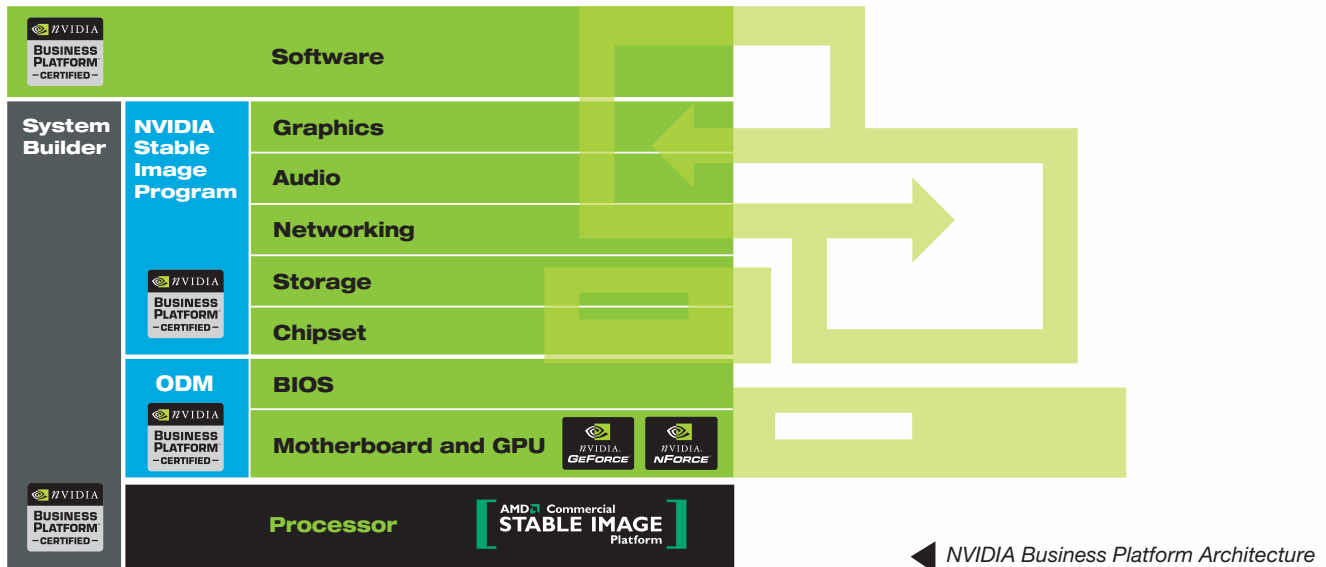 nVIDIA
BUSINESS
PLATFORM
–CERTIFIED–
Software
System
Builder
NVIDIA
Stable
Image
Program
Graphics
Audio
Networking
nVIDIA
BUSINESS
PLATFORM
–CERTIFIED–
Storage
Chipset
ODM
nVIDIA
BUSINESS
PLATFORM
–CERTIFIED–
BIOS
Motherboard and GPU
nVIDIA.
GEFORCE
nVIDIA.
NFORCE
nVIDIA
BUSINESS
PLATFORM
–CERTIFIED–
Processor
AMD Commercial
STABLE IMAGE
Platform
NVIDIA Business Platform Architecture